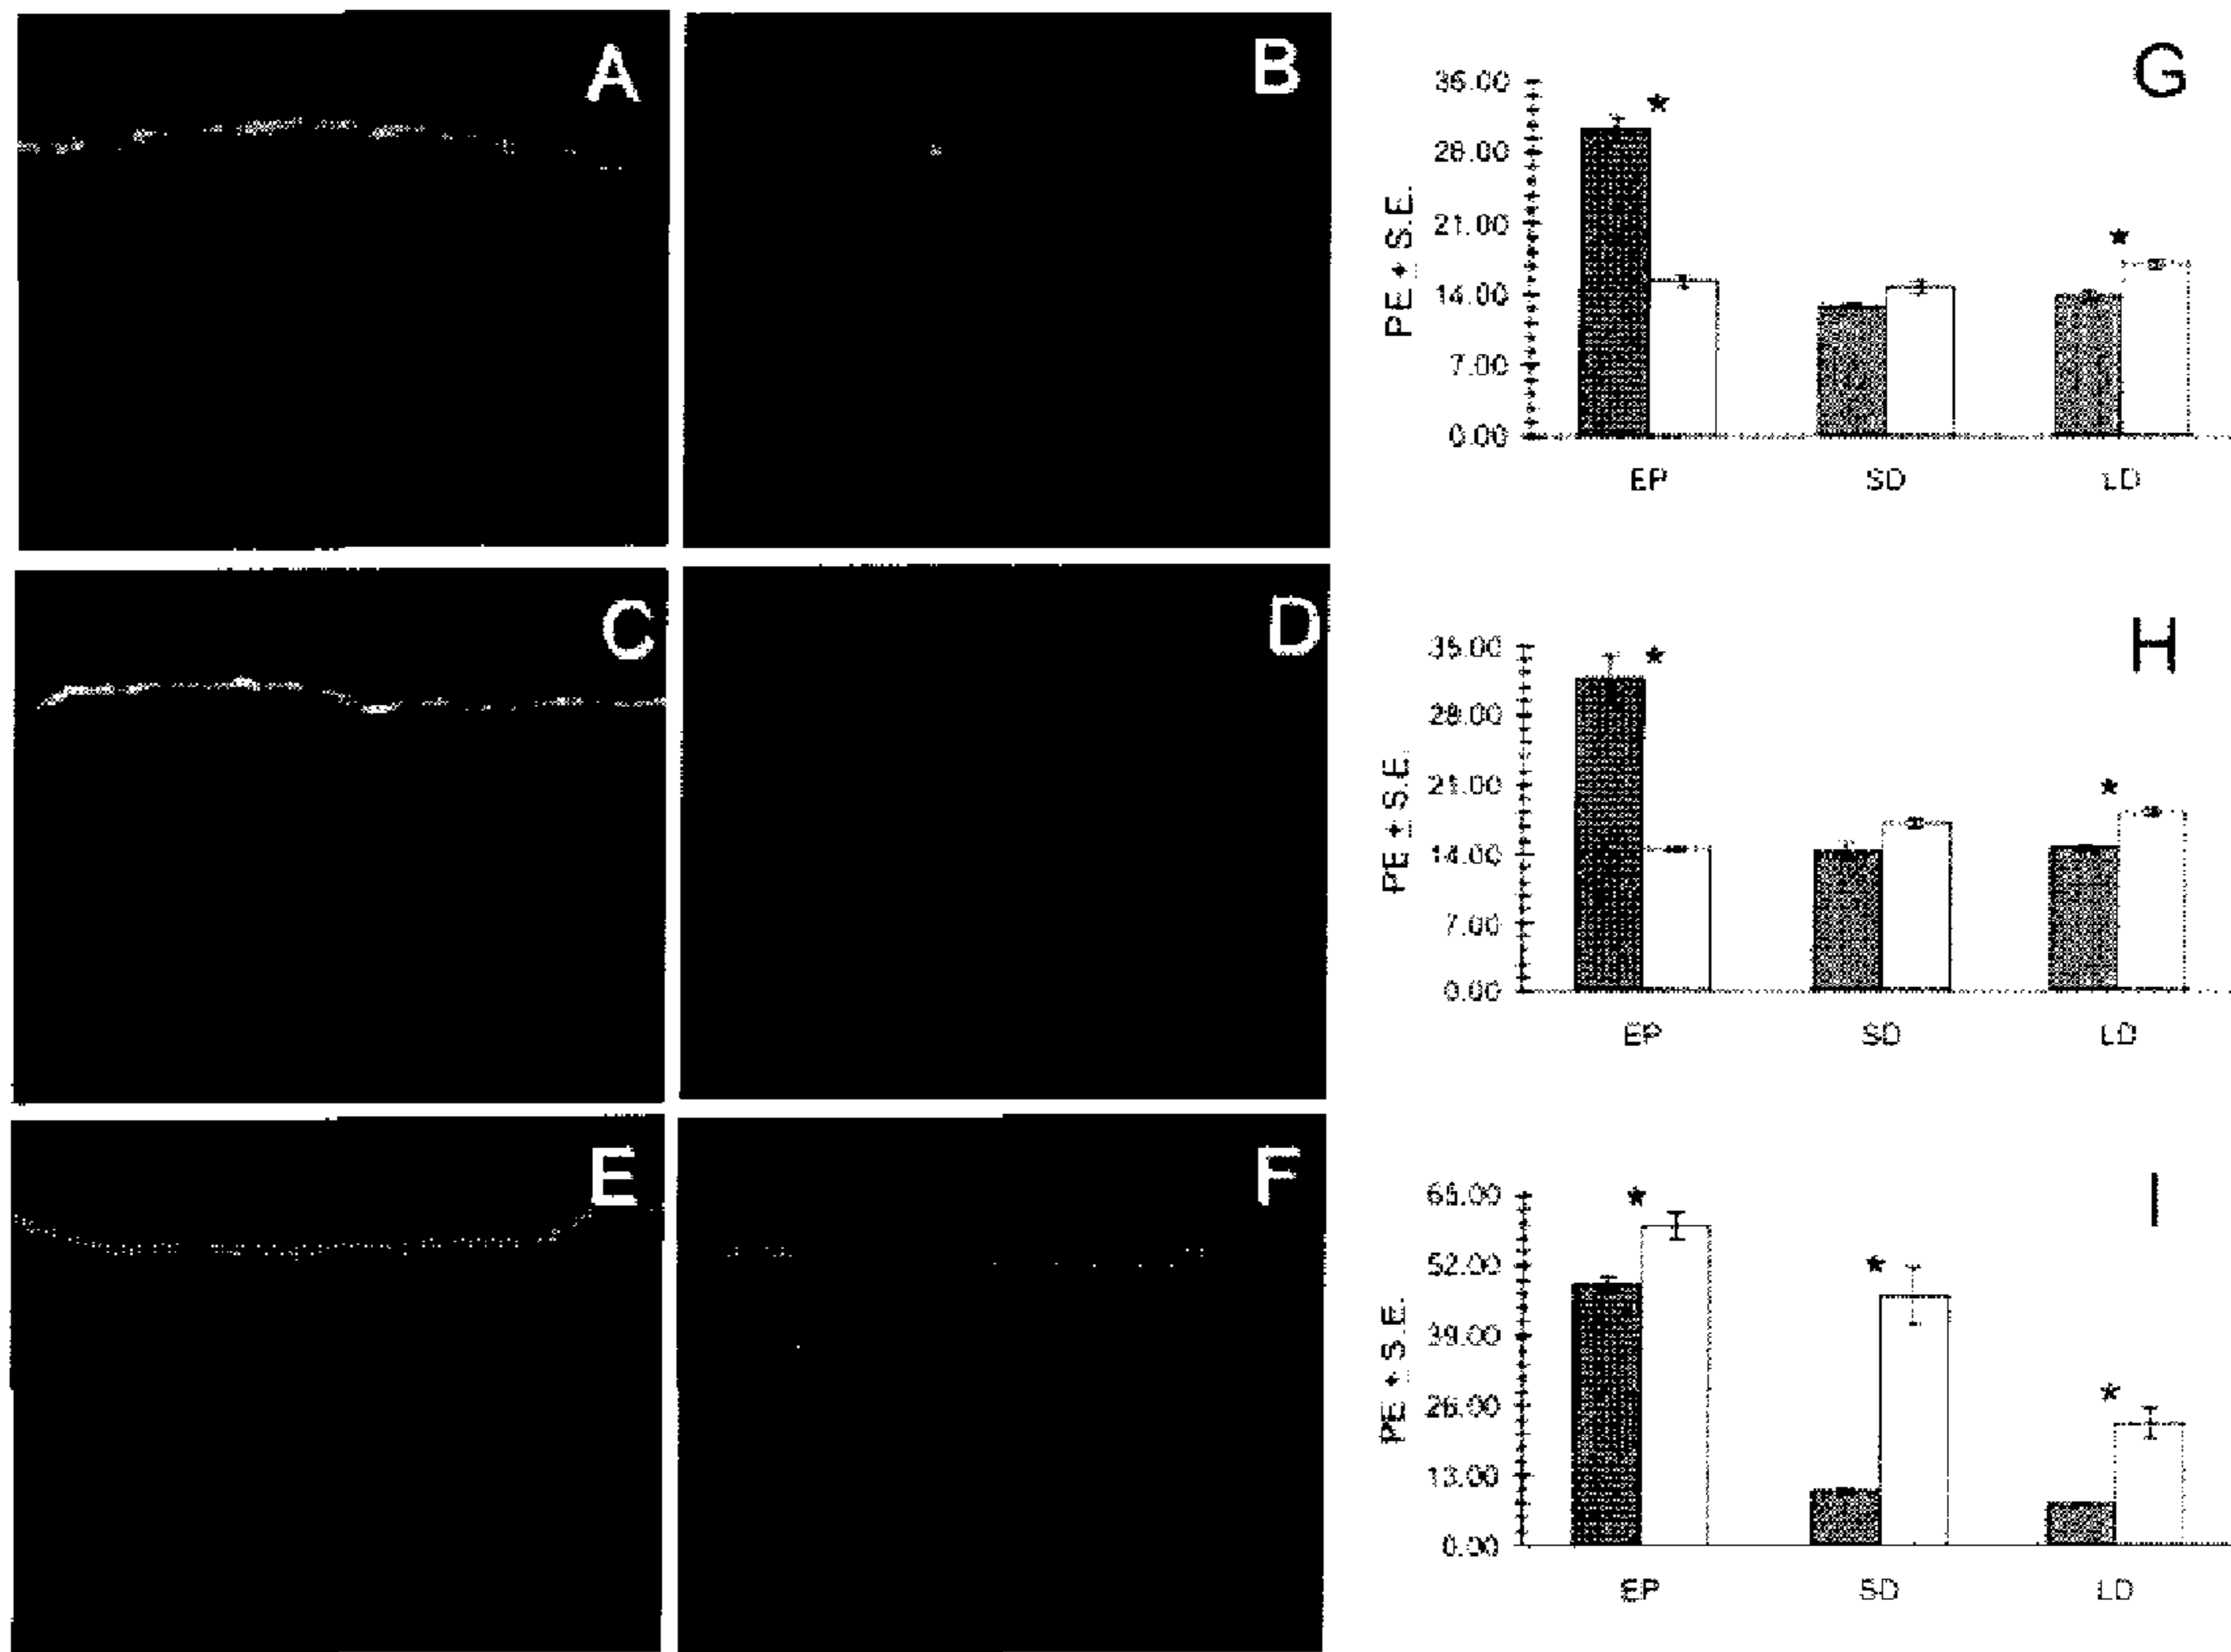 A
B
G
★
★
35.00
28.00
21.00
14.00
7.00
0.00
PE ± S.E.
EP SD LD
C
D
H
★
★
35.00
28.00
21.00
14.00
7.00
0.00
PE ± S.E.
EP SD LD
E
F
I
★
★
★
65.00
52.00
39.00
26.00
13.00
0.00
PE ± S.E.
EP SD LD